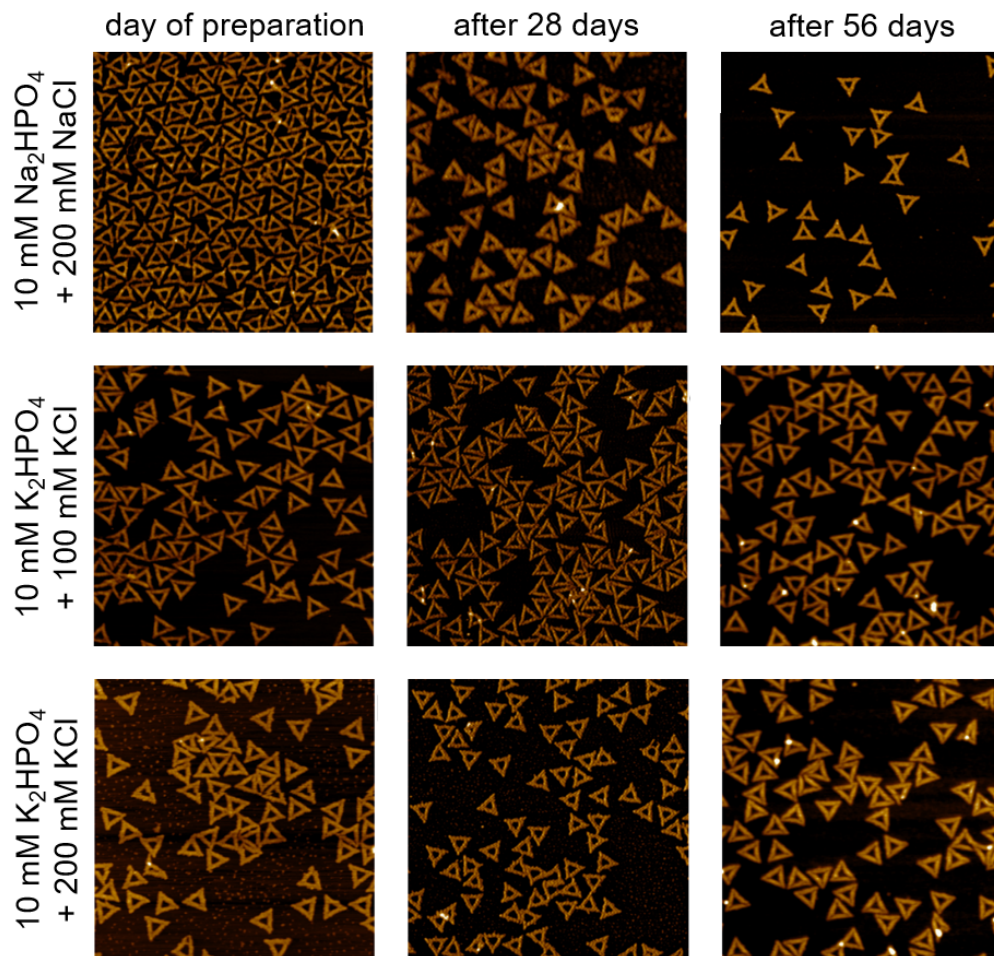 day of preparation
after 28 days
after 56 days
10 mM Na₂HPO₄
+ 200 mM NaCl
10 mM K₂HPO₄
+ 100 mM KCl
10 mM K₂HPO₄
+ 200 mM KCl